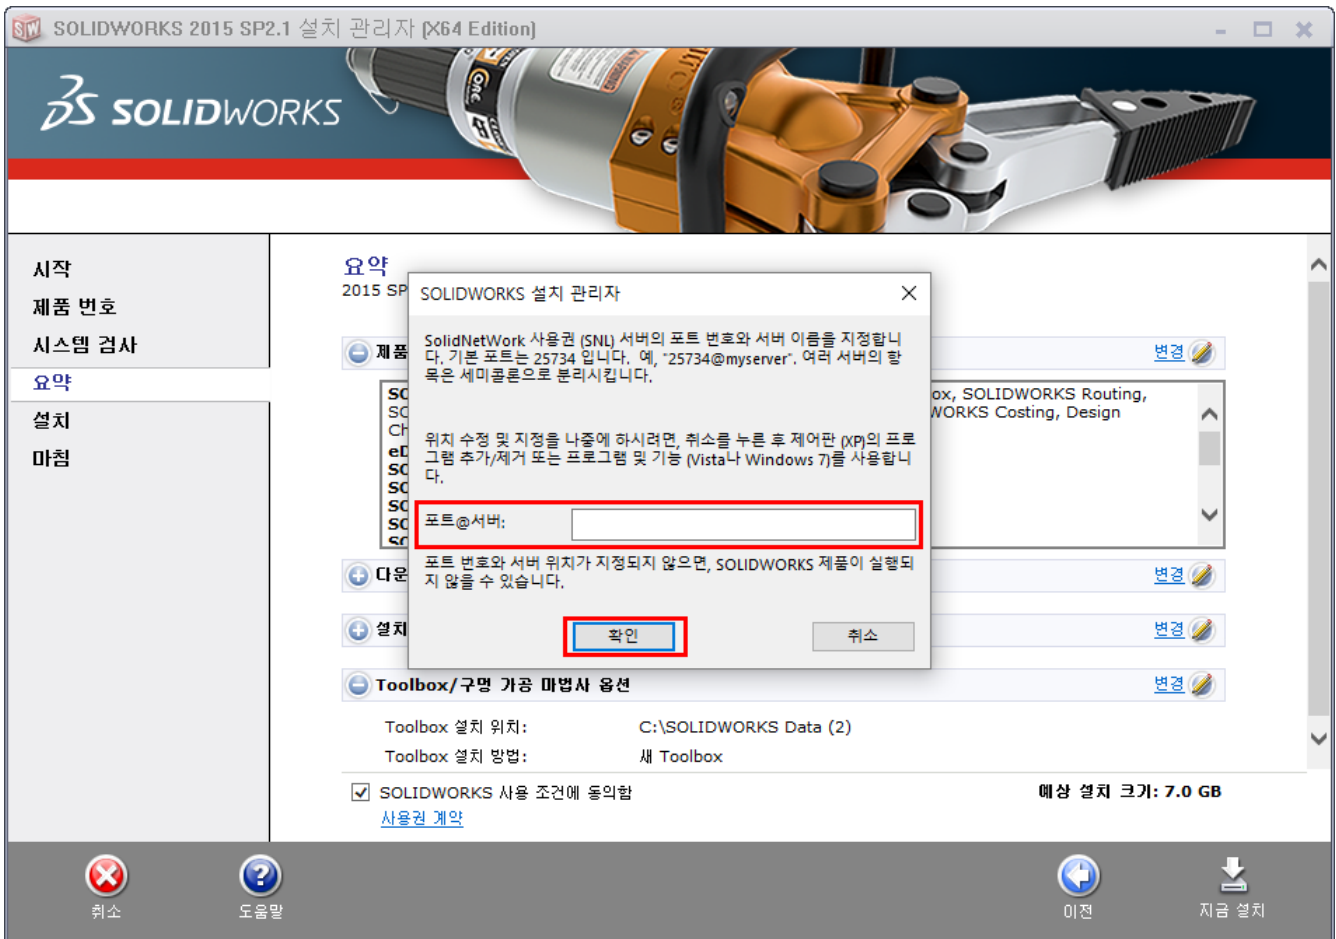 SOLIDWORKS 2015 SP2.1 설치 관리자 (X64 Edition)
SOLIDWORKS
시작
제품 번호
시스템 검사
요약
설치
마침
요약
2015 SP
제품
변경
SO
ox, SOLIDWORKS Routing,
SO
WORKS Costing, Design
Ch
eD
SO
SO
SO
SO
SO
다운
변경
설치
변경
SOLIDWORKS 설치 관리자
SolidNetWork 사용권 (SNL) 서버의 포트 번호와 서버 이름을 지정합니
다. 기본 포트는 25734 입니다. 예, "25734@myserver". 여러 서버의 항
목은 세미콜론으로 분리시킵니다.
위치 수정 및 지정을 나중에 하시려면, 취소를 누른 후 제어판 (XP)의 프로
그램 추가/제거 또는 프로그램 및 기능 (Vista나 Windows 7)를 사용합니
다.
포트@서버:
포트 번호와 서버 위치가 지정되지 않으면, SOLIDWORKS 제품이 실행되
지 않을 수 있습니다.
확인
취소
Toolbox/구멍 가공 마법사 옵션
변경
Toolbox 설치 위치:
C:\SOLIDWORKS Data (2)
Toolbox 설치 방법:
새 Toolbox
SOLIDWORKS 사용 조건에 동의함
예상 설치 크기: 7.0 GB
사용권 계약
취소
도움말
이전
지금 설치